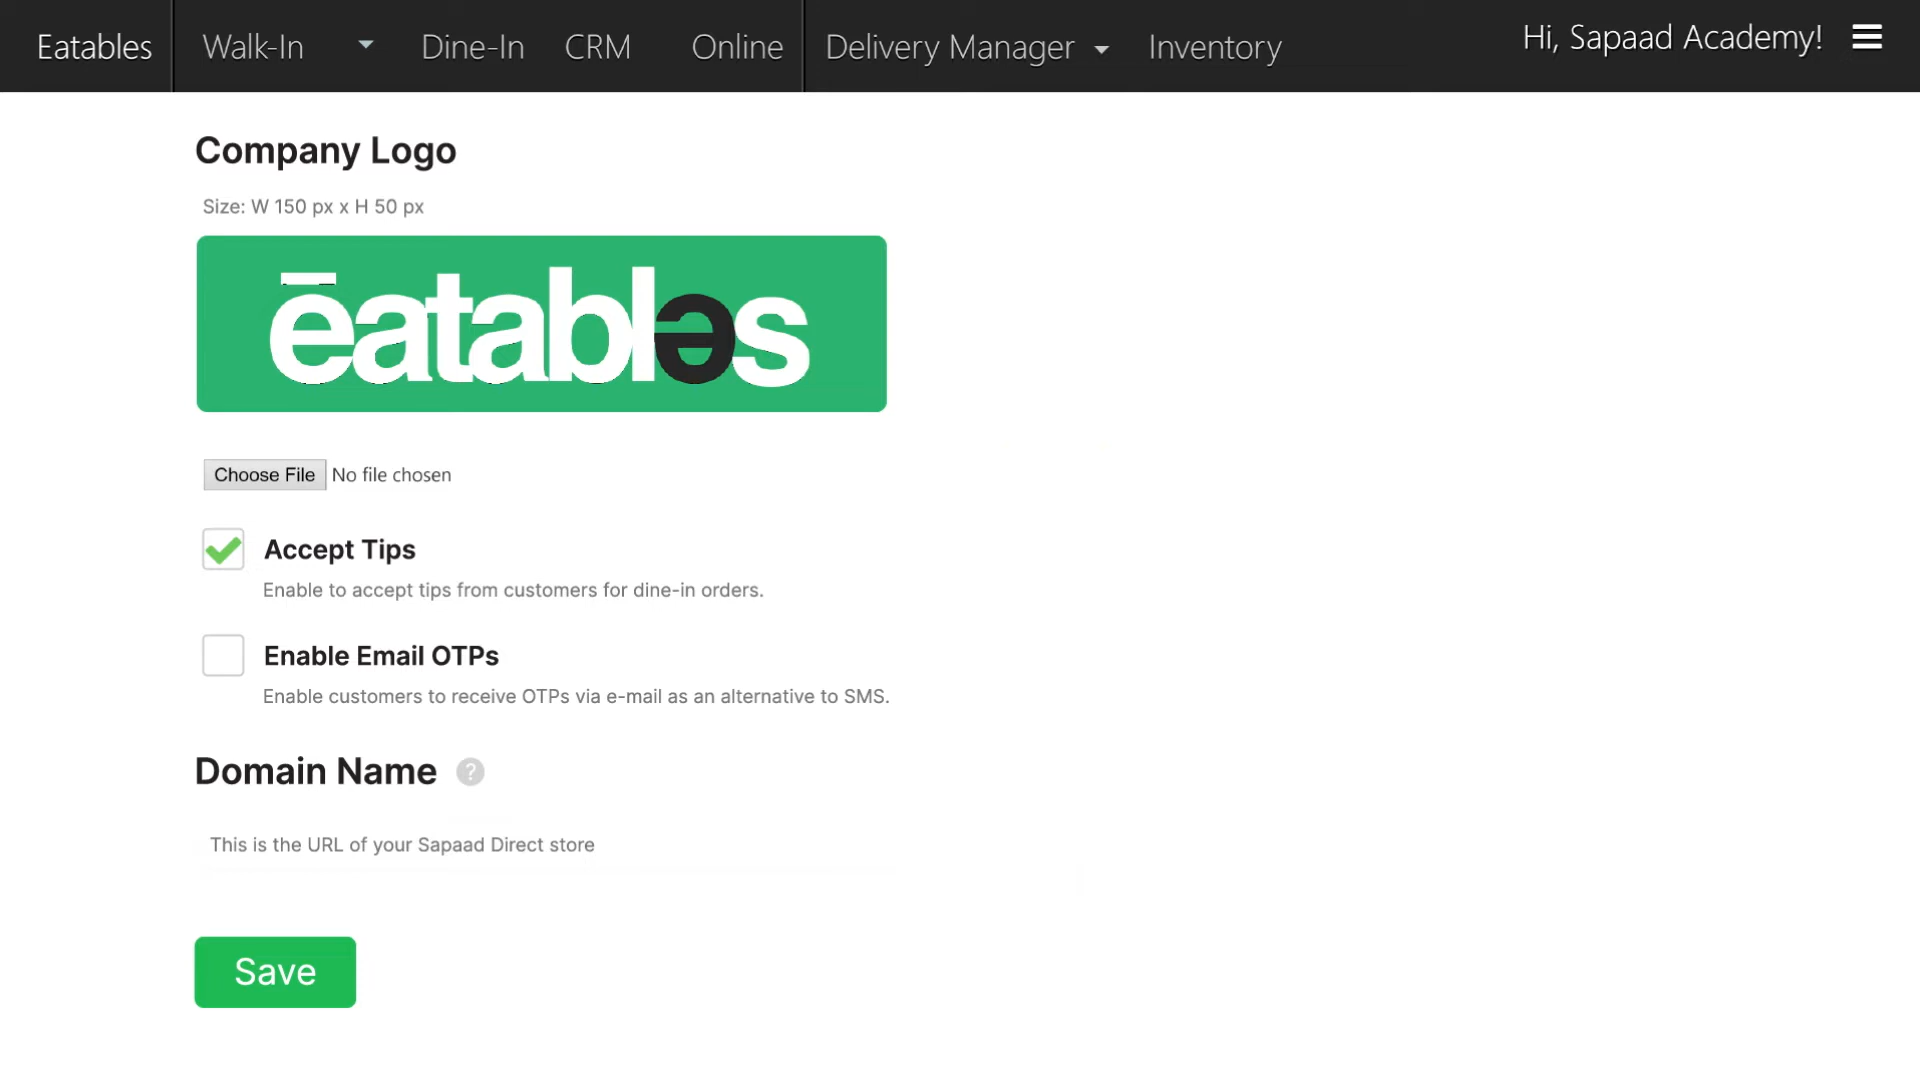 Eatables Walk-In Dine-In CRM Online Delivery Manager Inventory Hi, Sapaad Academy!
Company Logo
Size: W 150 px x H 50 px
ēatablǝs
Choose File No file chosen
Accept Tips
Enable to accept tips from customers for dine-in orders.
Enable Email OTPs
Enable customers to receive OTPs via e-mail as an alternative to SMS.
Domain Name ?
This is the URL of your Sapaad Direct store
Save